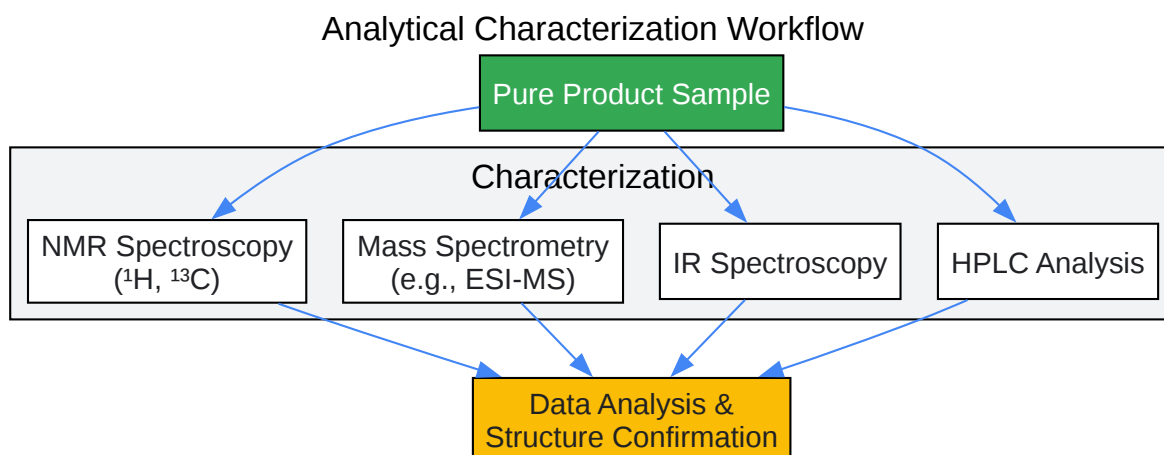 Analytical Characterization Workflow
Pure Product Sample
Characterization
NMR Spectroscopy
(¹H, ¹³C)
Mass Spectrometry
(e.g., ESI-MS)
IR Spectroscopy
HPLC Analysis
Data Analysis &
Structure Confirmation